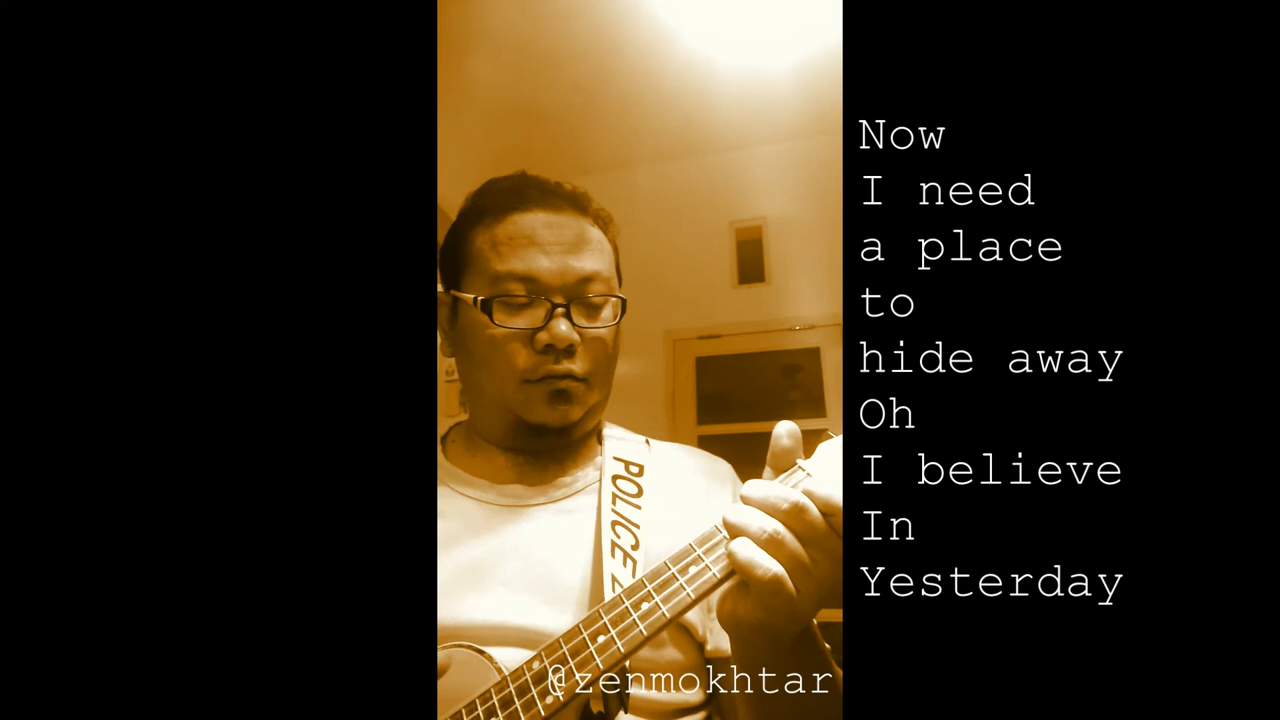 Now
I need
a place
to
hide away
Oh
I believe
In
Yesterday
POLICE
@zenmokhtar